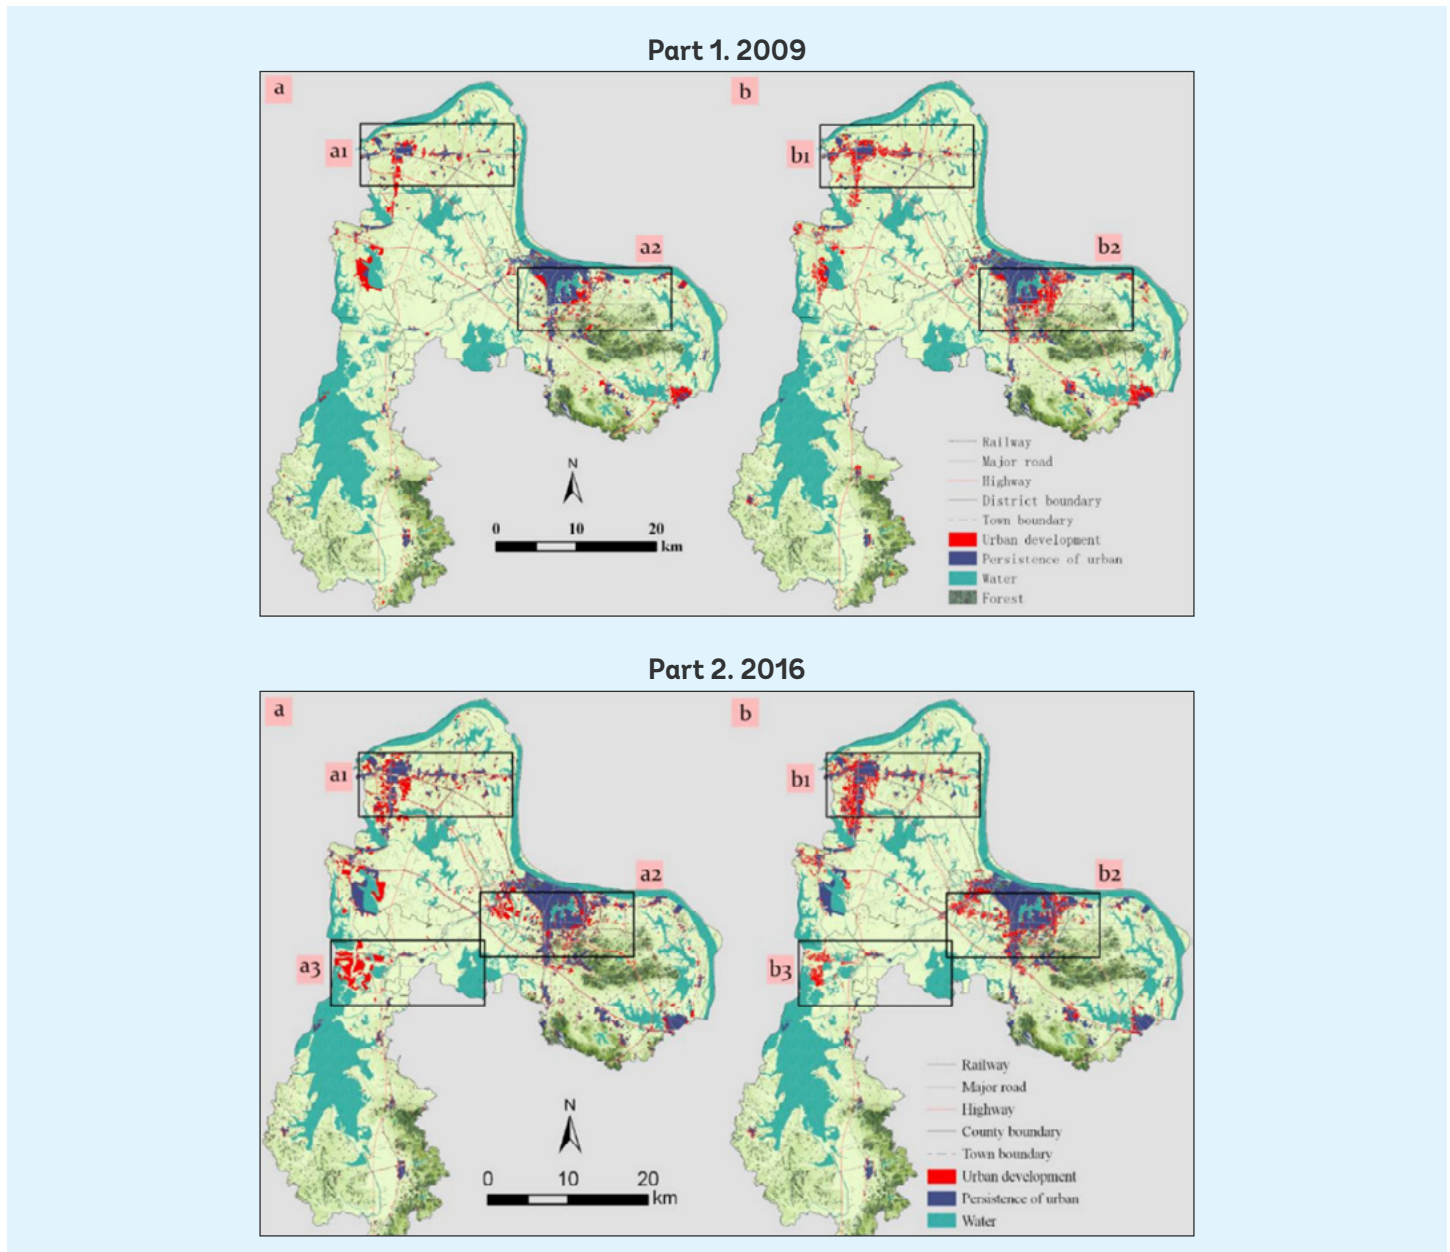 Part 1. 2009
a
b
a1
b1
a2
b2
N
0 10 20
km
Railway
Major road
Highway
District boundary
Town boundary
Urban development
Persistence of urban
Water
Forest
Part 2. 2016
a
b
a1
b1
a2
b2
a3
b3
N
0 10 20
km
Railway
Major road
Highway
County boundary
Town boundary
Urban development
Persistence of urban
Water